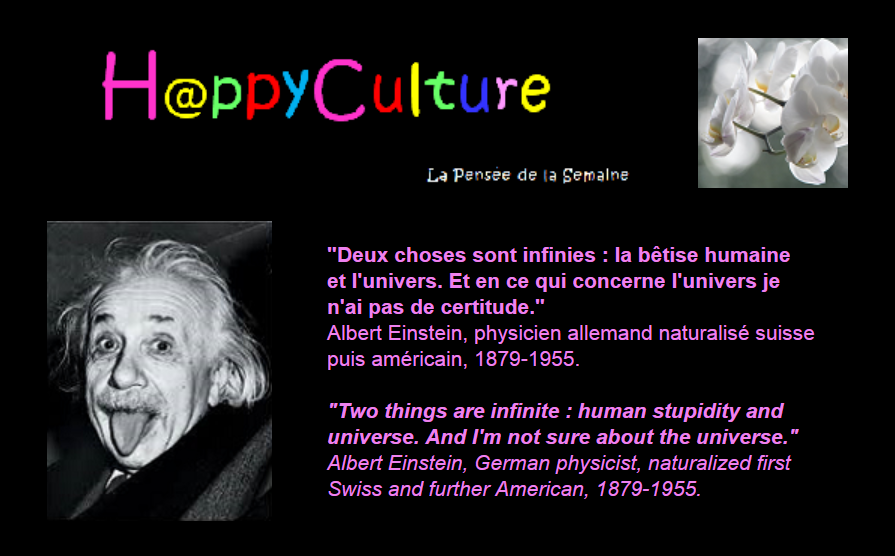 H@ppyCulture
La Pensée de la Semaine
"Deux choses sont infinies : la bêtise humaine
et l'univers. Et en ce qui concerne l'univers je
n'ai pas de certitude."
Albert Einstein, physicien allemand naturalisé suisse
puis américain, 1879-1955.
"Two things are infinite : human stupidity and
universe. And I'm not sure about the universe."
Albert Einstein, German physicist, naturalized first
Swiss and further American, 1879-1955.